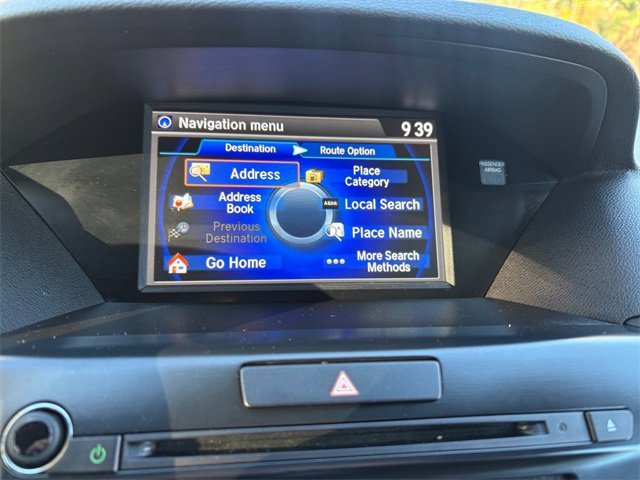 Navigation menu
9 39
Destination
Route Option
Address
Place
Category
Address
Book
AhaLink
Local Search
Previous
Destination
Place Name
Go Home
More Search
Methods
PASSENGER
AIRBAG